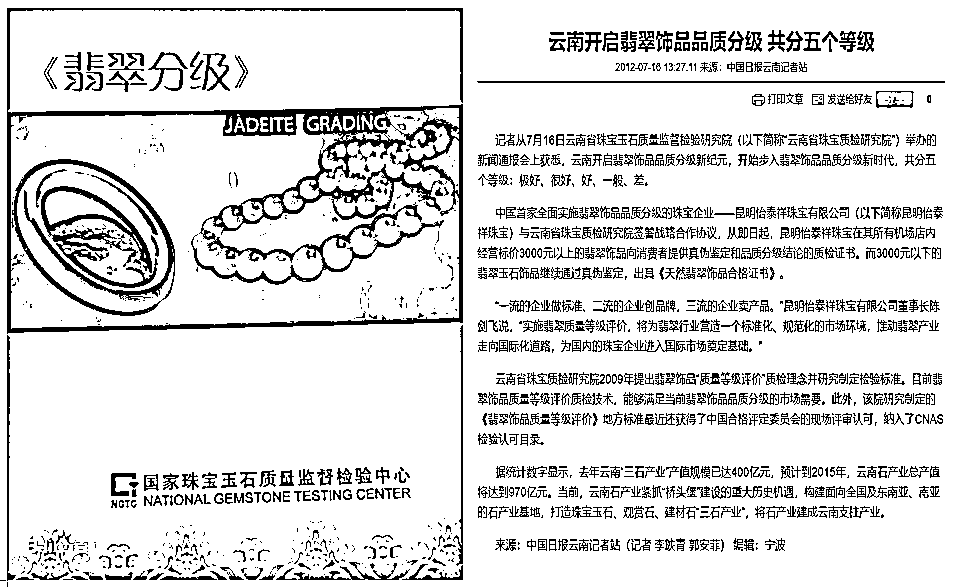 《翡翠分级》
JADEITE GRADING
国家珠宝玉石质量监督检验中心
NGTC NATIONAL GEMSTONE TESTING CENTER
云南开启翡翠饰品品质分级 共分五个等级
2012-07-16 13:27:11 来源：中国日报云南记者站
打印文章 发送给好友 0
记者从7月16日云南省珠宝玉石质量监督检验研究院（以下简称“云南省珠宝质检研究院”）举办的
新闻通报会上获悉，云南开启翡翠饰品品质分级新纪元，开始步入翡翠饰品品质分级新时代，共分五
个等级：极好、很好、好、一般、差。
中国首家全面实施翡翠饰品品质分级的珠宝企业——昆明怡泰祥珠宝有限公司（以下简称昆明怡泰
祥珠宝）与云南省珠宝质检研究院签署战略合作协议，从即日起，昆明怡泰祥珠宝在其所有机场店内
经营标价3000元以上的翡翠饰品向消费者提供真伪鉴定和品质分级结论的质检证书。而3000元以下的
翡翠玉石饰品继续通过真伪鉴定，出具《天然翡翠饰品合格证书》。
“一流的企业做标准、二流的企业创品牌，三流的企业卖产品。”昆明怡泰祥珠宝有限公司董事长陈
剑飞说，“实施翡翠质量等级评价，将为翡翠行业营造一个标准化、规范化的市场环境，推动翡翠产业
走向国际化道路，为国内的珠宝企业进入国际市场奠定基础。”
云南省珠宝质检研究院2009年提出翡翠饰品“质量等级评价”质检理念并研究制定检验标准。目前翡
翠饰品质量等级评价质检技术，能够满足当前翡翠饰品品质分级的市场需要。此外，该院研究制定的
《翡翠饰品质量等级评价》地方标准最近还获得了中国合格评定委员会的现场评审认可，纳入了CNAS
检验认可目录。
据统计数字显示，去年云南“三石产业”产值规模已达400亿元，预计到2015年，云南石产业总产值
将达到970亿元。当前，云南石产业紧抓“桥头堡”建设的重大历史机遇，构建面向全国及东南亚、南亚
的石产业基地，打造珠宝玉石、观赏石、建材石“三石产业”，将石产业建成云南支柱产业。
来源：中国日报云南记者站（记者 李映青 郭安菲） 编辑：宁波